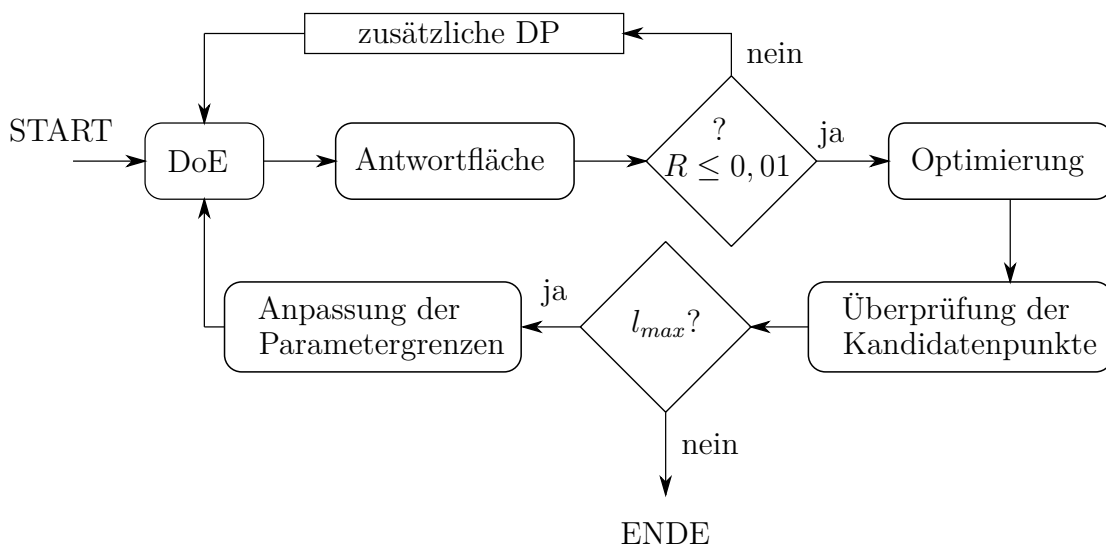 zusätzliche DP
nein
START
DoE
Antwortfläche
?
R ≤ 0, 01
ja
Optimierung
Anpassung der
Parametergrenzen
ja
l_max?
Überprüfung der
Kandidatenpunkte
nein
ENDE